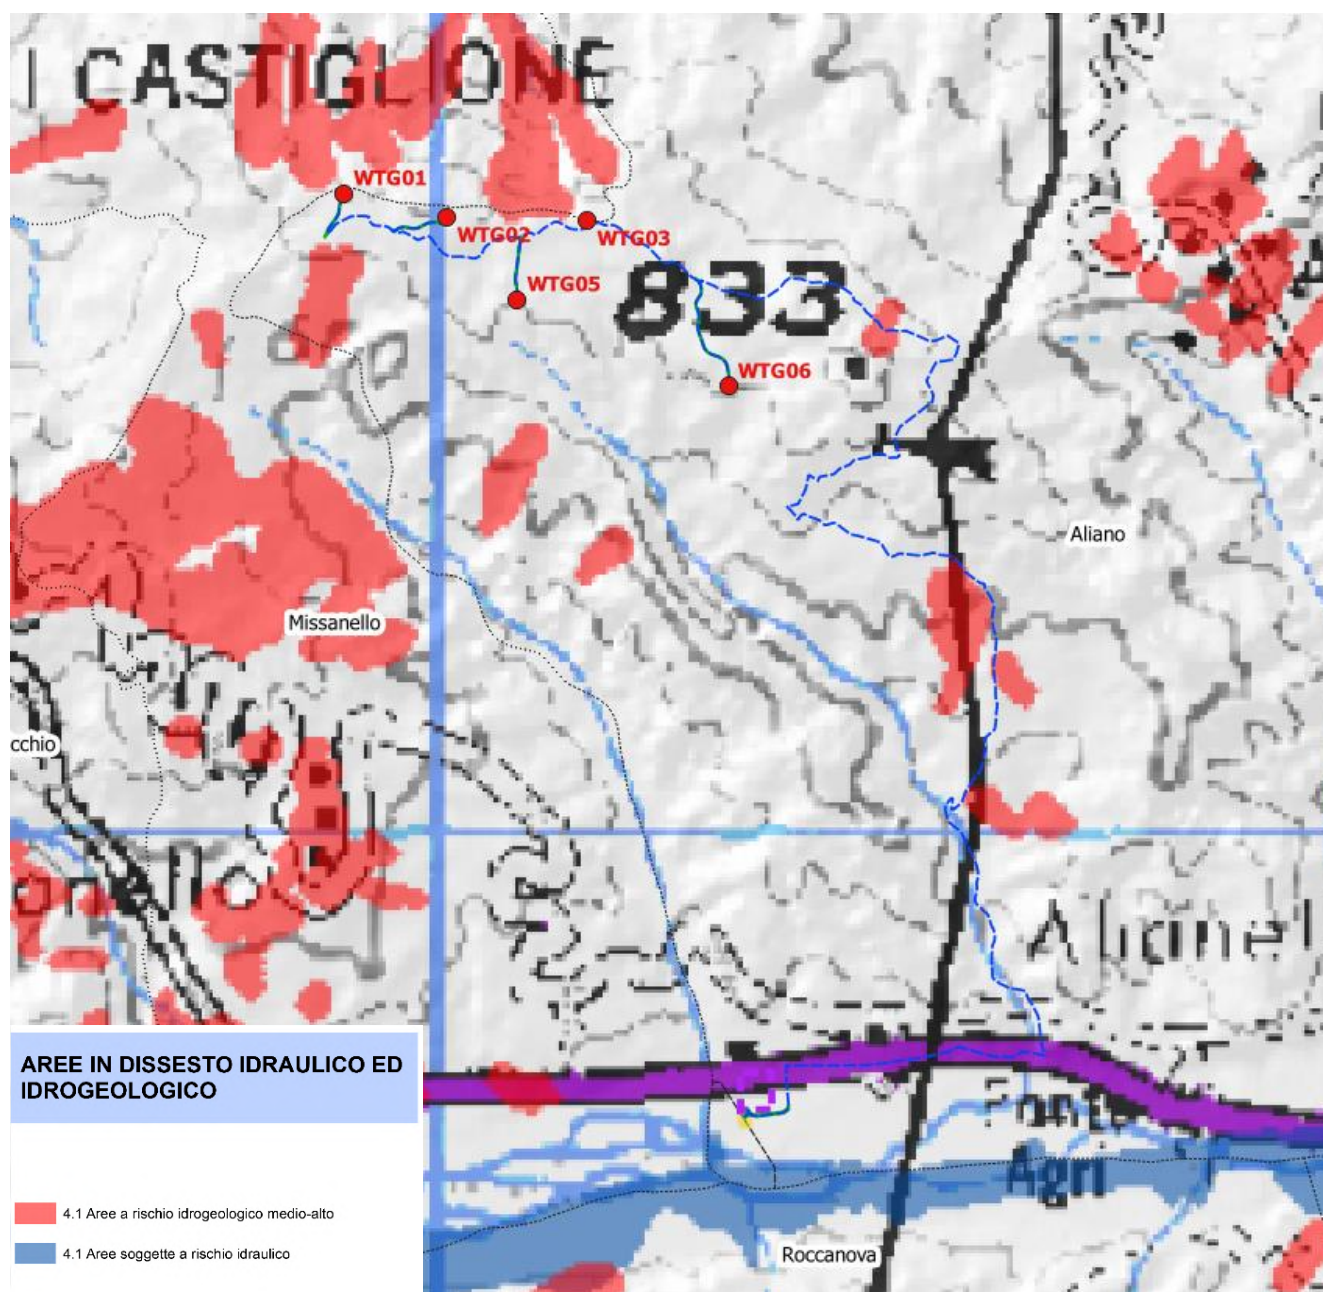 I CASTIGLIONE
WTG01
WTG02
WTG03
WTG05
833
WTG06
Aliano
Missanello
cchio
Alianel
AREE IN DISSESTO IDRAULICO ED
IDROGEOLOGICO
Agri
4.1 Aree a rischio idrogeologico medio-alto
4.1 Aree soggette a rischio idraulico
Roccanova